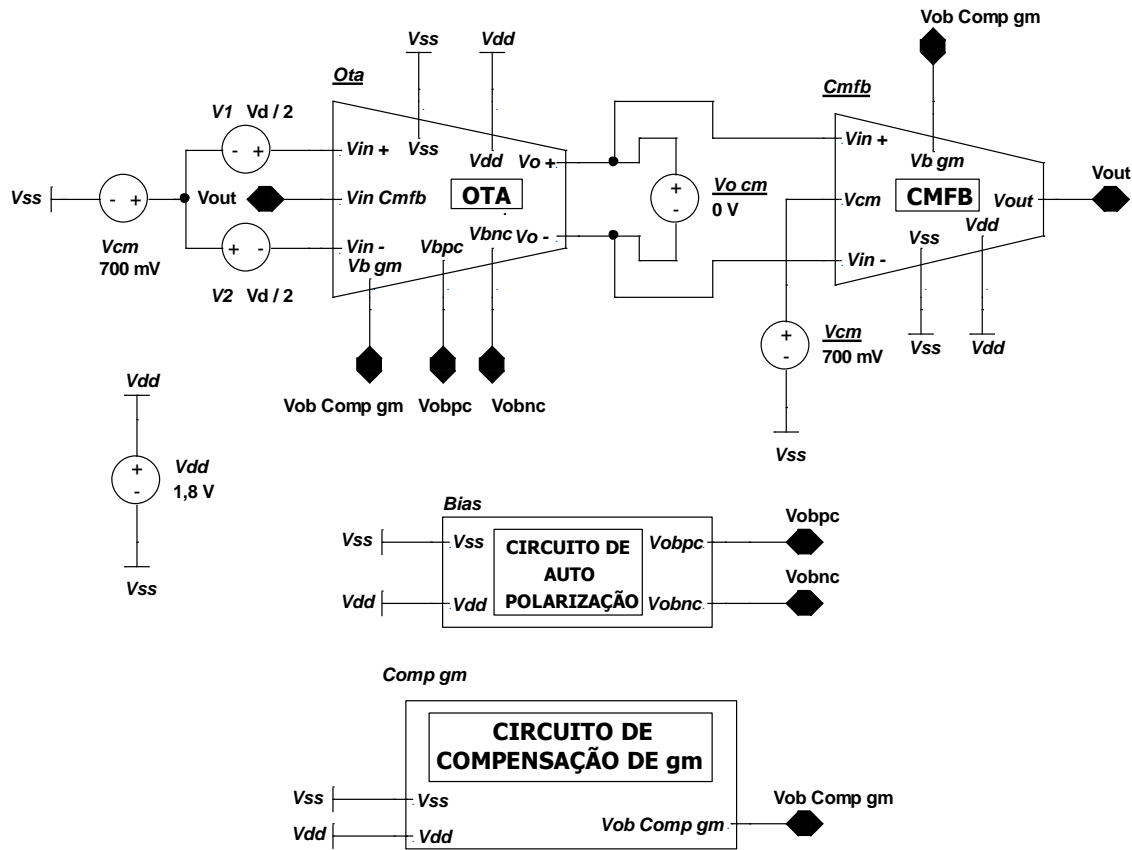 Vob Comp gm
Vss Vdd
Ota
Cmfb
V1 Vd / 2
- +
Vin +
Vss
Vdd
Vo +
Vin +
Vb gm
Vss
- +
Vout
Vin Cmfb
OTA
+
-
Vo cm
0 V
Vcm
CMFB
Vout
Vout
Vcm
700 mV
+ -
Vin -
Vbnc
Vo -
Vbpc
Vb gm
Vdd
Vss
Vin -
V2 Vd / 2
+
-
Vcm
700 mV
Vss
Vdd
Vob Comp gm Vobpc Vobnc
Vss
Vdd
+
-
Vdd
1,8 V
Vss
Bias
Vss
Vss
CIRCUITO DE
AUTO
POLARIZAÇÃO
Vobpc
Vobpc
Vdd
Vdd
Vobnc
Vobnc
Comp gm
CIRCUITO DE
COMPENSAÇÃO DE gm
Vss
Vss
Vob Comp gm
Vob Comp gm
Vdd
Vdd